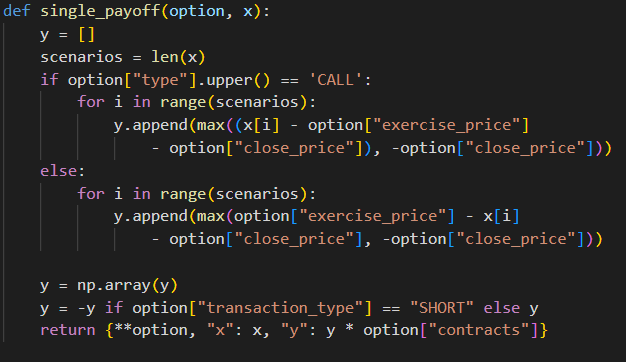 def single_payoff(option, x):
    y = []
    scenarios = len(x)
    if option["type"].upper() == 'CALL':
        for i in range(scenarios):
            y.append(max((x[i] - option["exercise_price"]
                - option["close_price"]), -option["close_price"]))
    else:
        for i in range(scenarios):
            y.append(max(option["exercise_price"] - x[i]
                - option["close_price"], -option["close_price"]))

    y = np.array(y)
    y = -y if option["transaction_type"] == "SHORT" else y
    return {**option, "x": x, "y": y * option["contracts"]}